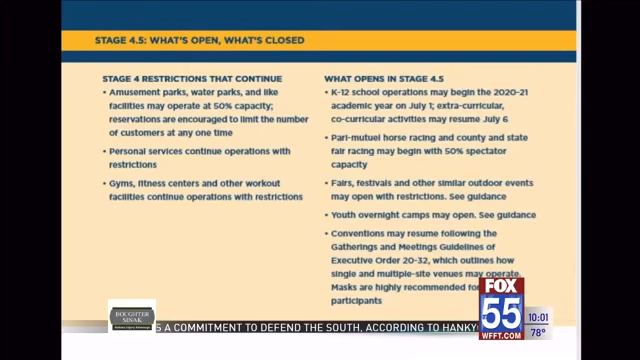 STAGE 4.5: WHAT'S OPEN, WHAT'S CLOSED
STAGE 4 RESTRICTIONS THAT CONTINUE
• Amusement parks, water parks, and like
facilities may operate at 50% capacity;
reservations are encouraged to limit the number
of customers at any one time
• Personal services continue operations with
restrictions
• Gyms, fitness centers and other workout
facilities continue operations with restrictions
WHAT OPENS IN STAGE 4.5
• K-12 school operations may begin the 2020-21
academic year on July 1; extra-curricular,
co-curricular activities may resume July 6
• Pari-mutuel horse racing and county and state
fair racing may begin with 50% spectator
capacity
• Fairs, festivals and other similar outdoor events
may open with restrictions. See guidance
• Youth overnight camps may open. See guidance
• Conventions may resume following the
Gatherings and Meetings Guidelines of
Executive Order 20-32, which outlines how
single and multiple-site venues may operate.
Masks are highly recommended for
participants
BOUGHTER
SINAK
S A COMMITMENT TO DEFEND THE SOUTH, ACCORDING TO HANKY
FOX
55
WFFT.COM
10:01
78°